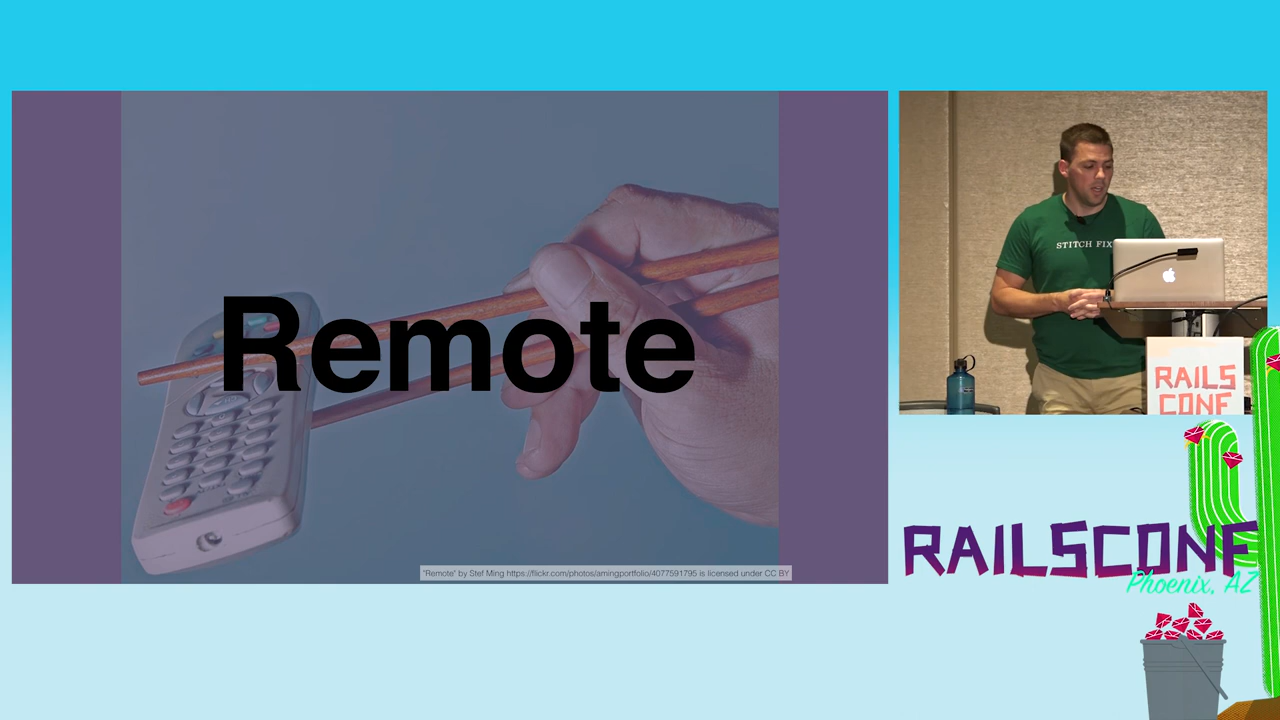 Remote
"Remote" by Stef Ming https://flickr.com/photos/amingportfolio/4077591795 is licensed under CC BY
STITCH FIX
RAILS
CONF
RAILSCONF
Phoenix, AZ